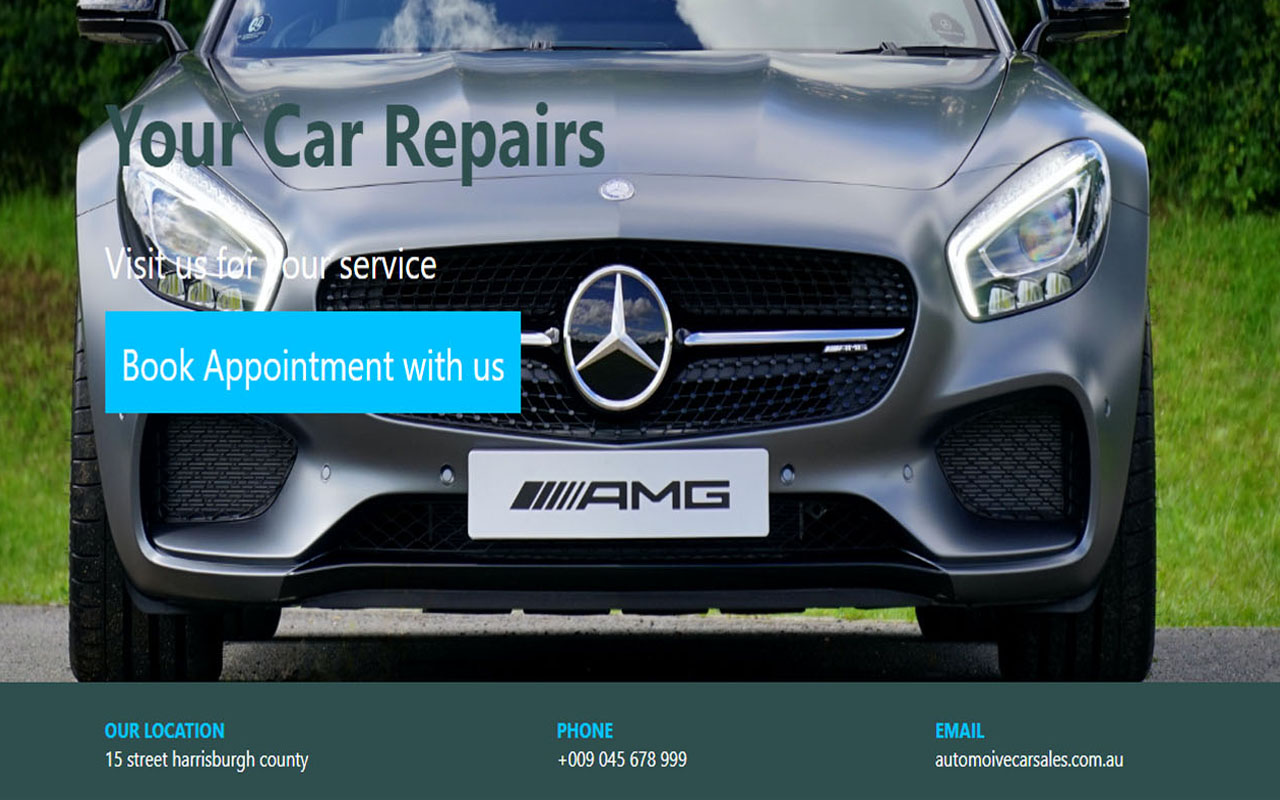 Your Car Repairs
Visit us for your service
Book Appointment with us
AMG
AMG
OUR LOCATION
PHONE
EMAIL
15 street harrisburgh county
+009 045 678 999
automoivecarsales.com.au